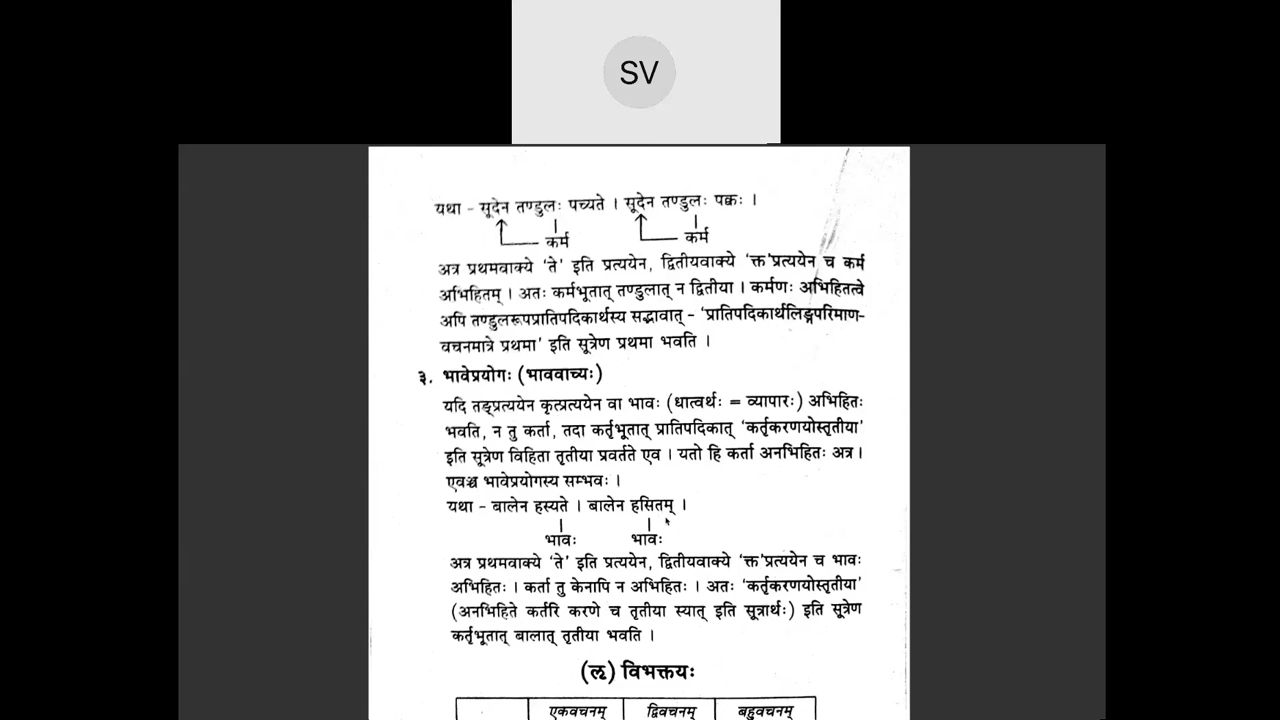 SV
यथा - सूदेन तण्डुलः पच्यते । सूदेन तण्डुलः पक्वः ।
कर्म कर्म
अत्र प्रथमवाक्ये 'ते' इति प्रत्ययेन, द्वितीयवाक्ये 'क्त'प्रत्ययेन च कर्म
अभिहितम् । अतः कर्मभूतात् तण्डुलात् न द्वितीया । कर्मणः अभिहितत्वे
अपि तण्डुलरूपप्रातिपदिकार्थस्य सद्भावात् - 'प्रातिपदिकार्थलिङ्गपरिमाण-
वचनमात्रे प्रथमा' इति सूत्रेण प्रथमा भवति ।
३. भावेप्रयोगः (भाववाच्यः)
यदि तङ्प्रत्ययेन कृत्प्रत्ययेन वा भावः (धात्वर्थः = व्यापारः) अभिहितः
भवति, न तु कर्ता, तदा कर्तृभूतात् प्रातिपदिकात् 'कर्तृकरणयोस्तृतीया'
इति सूत्रेण विहिता तृतीया प्रवर्तते एव । यतो हि कर्ता अनभिहितः अत्र ।
एवञ्च भावेप्रयोगस्य सम्भवः ।
यथा - बालेन हस्यते । बालेन हसितम् ।
भावः भावः
अत्र प्रथमवाक्ये 'ते' इति प्रत्ययेन, द्वितीयवाक्ये 'क्त'प्रत्ययेन च भावः
अभिहितः । कर्ता तु केनापि न अभिहितः । अतः 'कर्तृकरणयोस्तृतीया'
(अनभिहिते कर्तरि करणे च तृतीया स्यात् इति सूत्रार्थः) इति सूत्रेण
कर्तृभूतात् बालात् तृतीया भवति ।
(ऌ) विभक्तयः
एकवचनम् द्विवचनम् बहुवचनम्